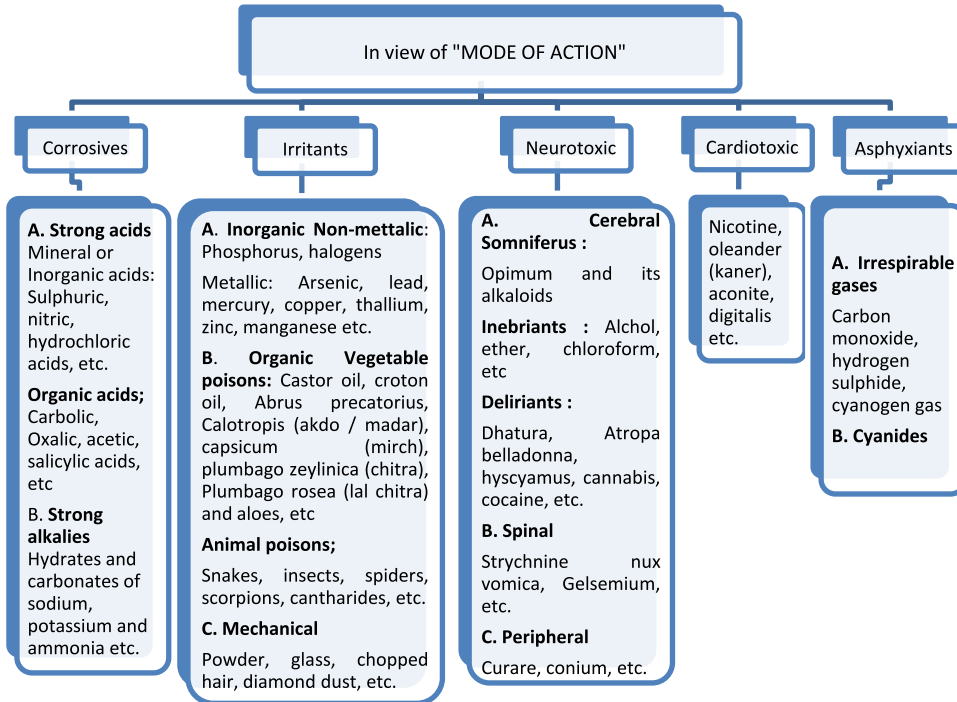 In view of "MODE OF ACTION"
Corrosives
Irritants
Neurotoxic
Cardiotoxic
Asphyxiants
A. Strong acids
Mineral or
Inorganic acids:
Sulphuric,
nitric,
hydrochloric
acids, etc.
Organic acids;
Carbolic,
Oxalic, acetic,
salicylic acids,
etc
B. Strong
alkalies
Hydrates and
carbonates of
sodium,
potassium and
ammonia etc.
A. Inorganic Non-mettalic:
Phosphorus, halogens
Metallic: Arsenic, lead,
mercury, copper, thallium,
zinc, manganese etc.
B. Organic Vegetable
poisons: Castor oil, croton
oil, Abrus precatorius,
Calotropis (akdo / madar),
capsicum (mirch),
plumbago zeylinica (chitra),
Plumbago rosea (lal chitra)
and aloes, etc
Animal poisons;
Snakes, insects, spiders,
scorpions, cantharides, etc.
C. Mechanical
Powder, glass, chopped
hair, diamond dust, etc.
A. Cerebral
Somniferus :
Opimum and its
alkaloids
Inebriants : Alchol,
ether, chloroform,
etc
Deliriants :
Dhatura, Atropa
belladonna,
hyscyamus, cannabis,
cocaine, etc.
B. Spinal
Strychnine nux
vomica, Gelsemium,
etc.
C. Peripheral
Curare, conium, etc.
Nicotine,
oleander
(kaner),
aconite,
digitalis
etc.
A. Irrespirable
gases
Carbon
monoxide,
hydrogen
sulphide,
cyanogen gas
B. Cyanides